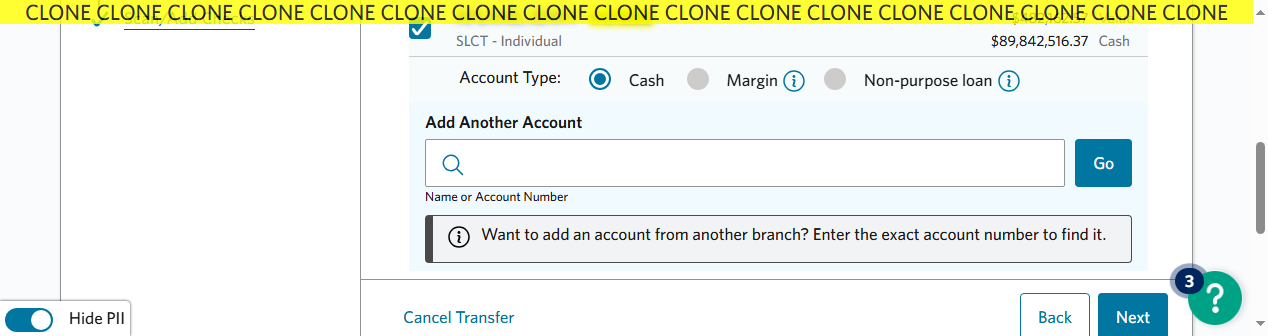 CLONE CLONE CLONE CLONE CLONE CLONE CLONE CLONE CLONE CLONE CLONE CLONE CLONE CLONE CLONE CLONE CLONE
SLCT - Individual
$89,842,516.37 Cash
Account Type:
Cash
Margin
Non-purpose loan
Add Another Account
Go
Name or Account Number
Want to add an account from another branch? Enter the exact account number to find it.
3
?
Hide PII
Cancel Transfer
Back
Next